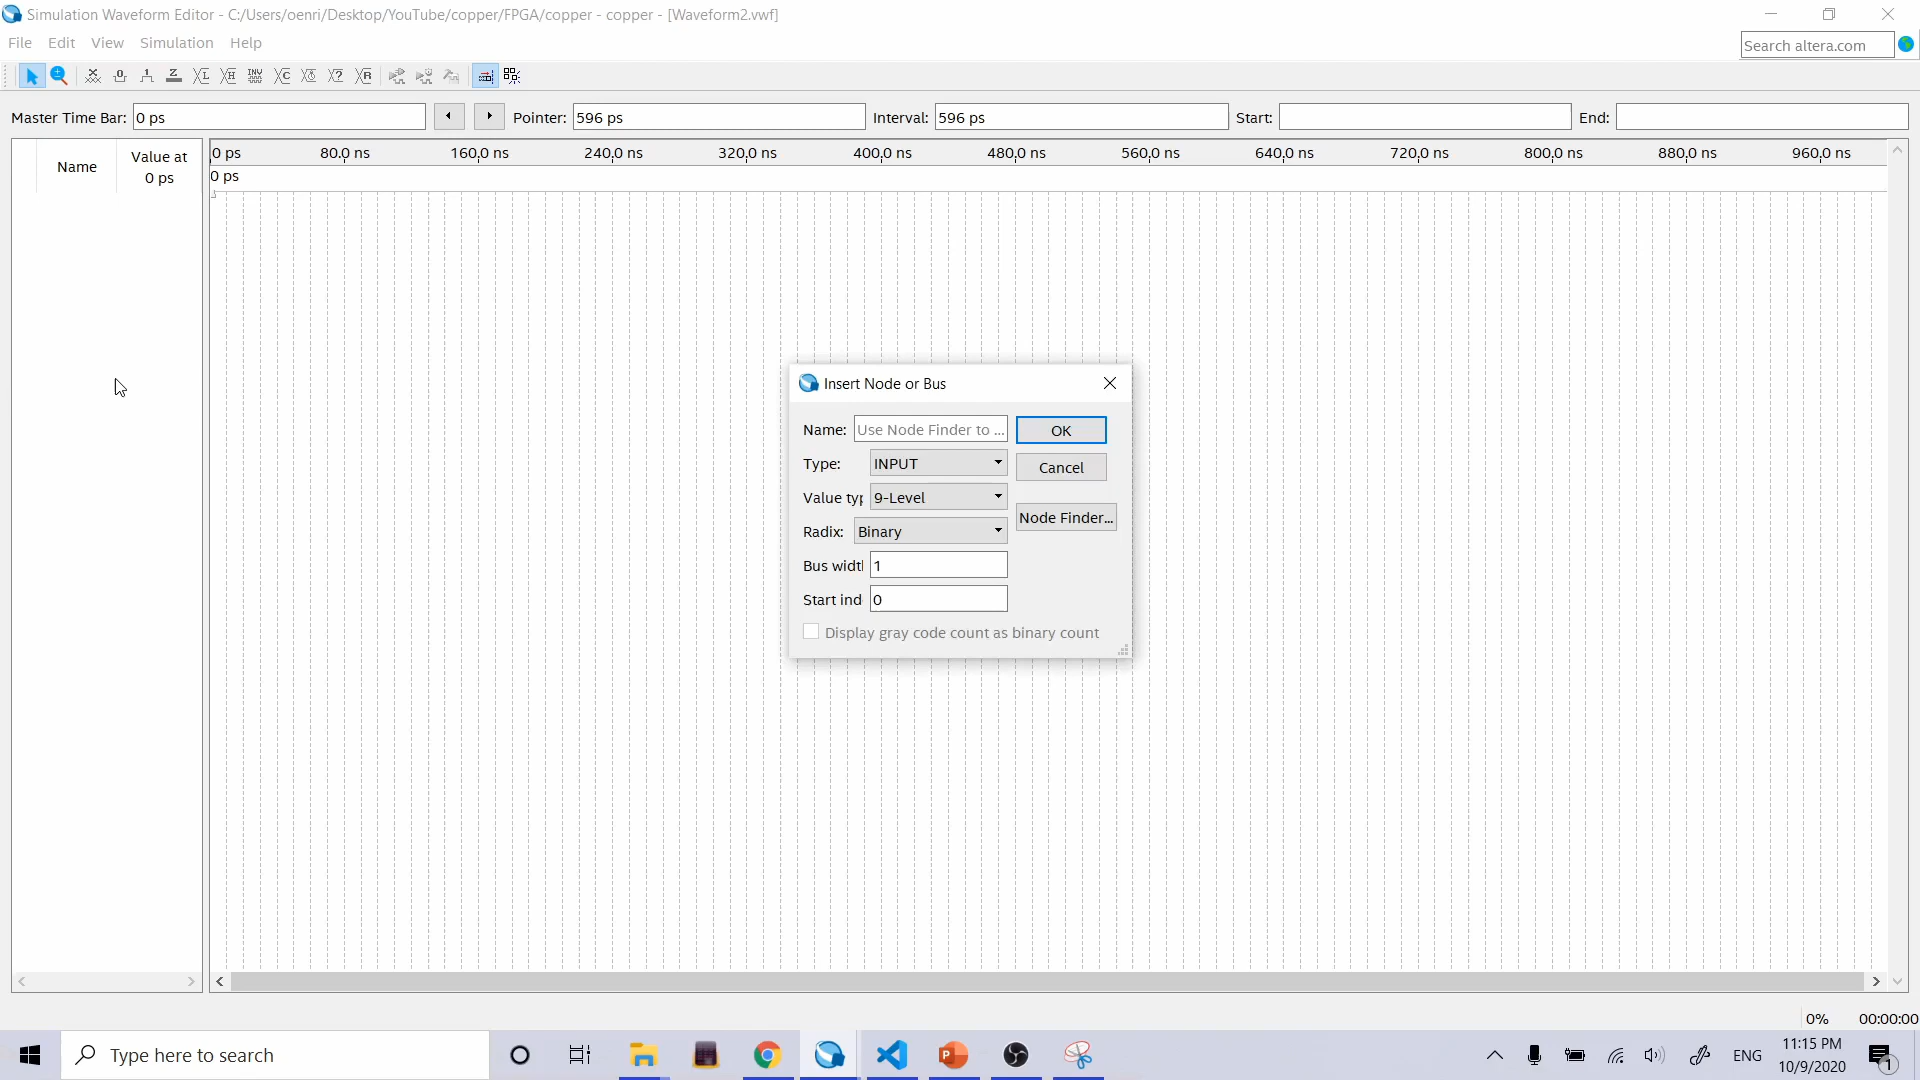 Simulation Waveform Editor - C:/Users/oenri/Desktop/YouTube/copper/FPGA/copper - copper - [Waveform2.vwf]
File Edit View Simulation Help
Search altera.com
Master Time Bar: 0 ps Pointer: 596 ps Interval: 596 ps Start: End:
Name Value at
0 ps
0 ps 80.0 ns 160.0 ns 240.0 ns 320.0 ns 400.0 ns 480.0 ns 560.0 ns 640.0 ns 720.0 ns 800.0 ns 880.0 ns 960.0 ns
0 ps
Insert Node or Bus
Name: Use Node Finder to ... OK
Type: INPUT
Cancel
Value typ 9-Level
Node Finder...
Radix: Binary
Bus widtl 1
Start ind 0
Display gray code count as binary count
0% 00:00:00
Type here to search
ENG
11:15 PM
10/9/2020
1